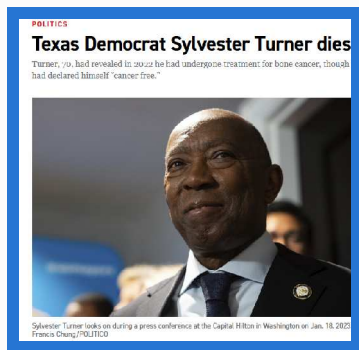 POLITICS
Texas Democrat Sylvester Turner dies
Turner, 70, had revealed in 2022 he had undergone treatment for bone cancer, though
had declared himself "cancer free."
Sylvester Turner looks on during a press conference at the Capital Hilton in Washington on Jan. 18, 2023
Francis Chung/POLITICO